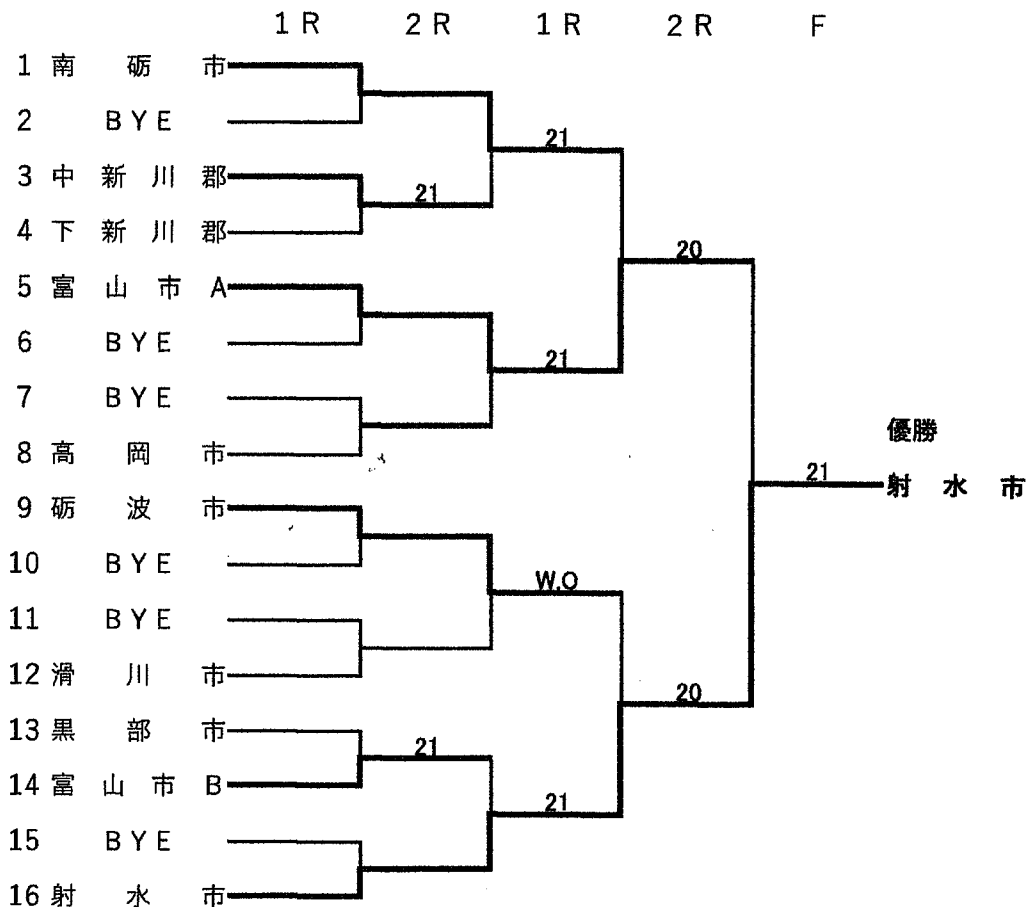 1R 2R 1R 2R F
1 南砺市
2 BYE
21
3 中新川郡
21
4 下新川郡
20
5 富山市A
6 BYE
21
7 BYE
優勝
8 高岡市
21 射水市
9 砺波市
10 BYE
W.O
11 BYE
12 滑川市
20
13 黒部市
21
14 富山市B
21
15 BYE
16 射水市